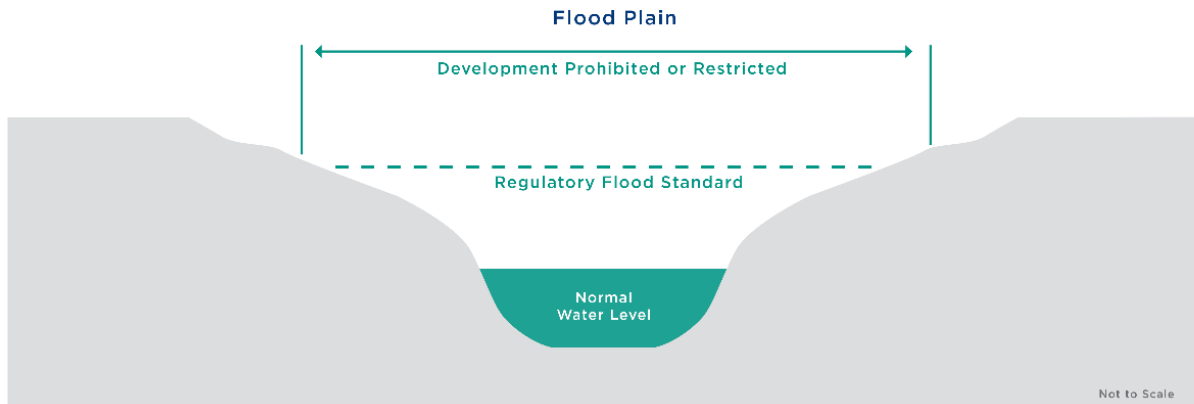 Flood Plain
Development Prohibited or Restricted
Regulatory Flood Standard
Normal
Water Level
Not to Scale